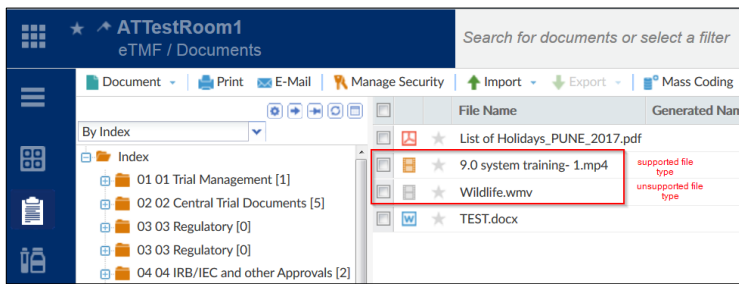 ATTestRoom1
eTMF / Documents
Search for documents or select a filter
Document Print E-Mail Manage Security Import Export Mass Coding
By Index
Index
01 01 Trial Management [1]
02 02 Central Trial Documents [5]
03 03 Regulatory [0]
03 03 Regulatory [0]
04 04 IRB/IEC and other Approvals [2]
File Name Generated Nan
List of Holidays_PUNE_2017.pdf
9.0 system training- 1.mp4 supported file
type
Wildlife.wmv unsupported file
type
W TEST.docx